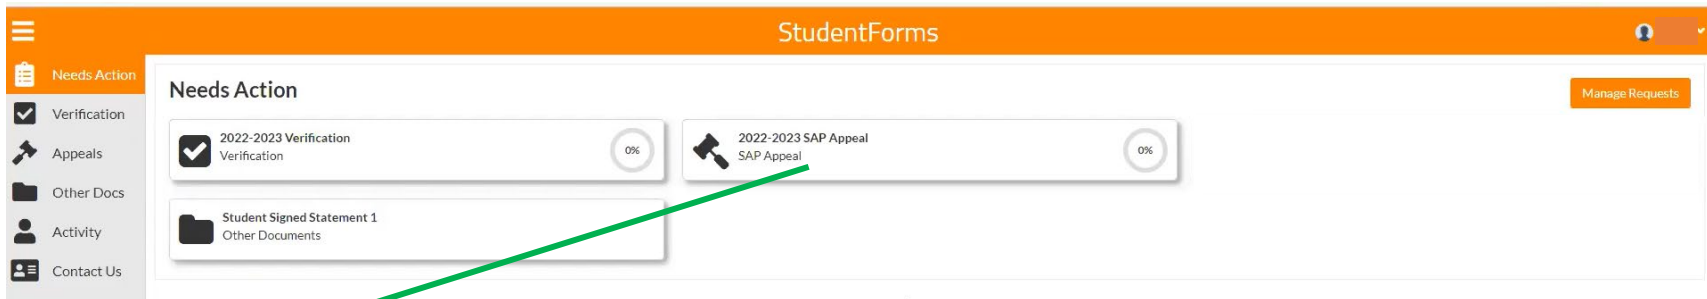 StudentForms
Needs Action
Verification
Appeals
Other Docs
Activity
Contact Us
Needs Action
Manage Requests
2022-2023 Verification
Verification
0%
2022-2023 SAP Appeal
SAP Appeal
0%
Student Signed Statement 1
Other Documents